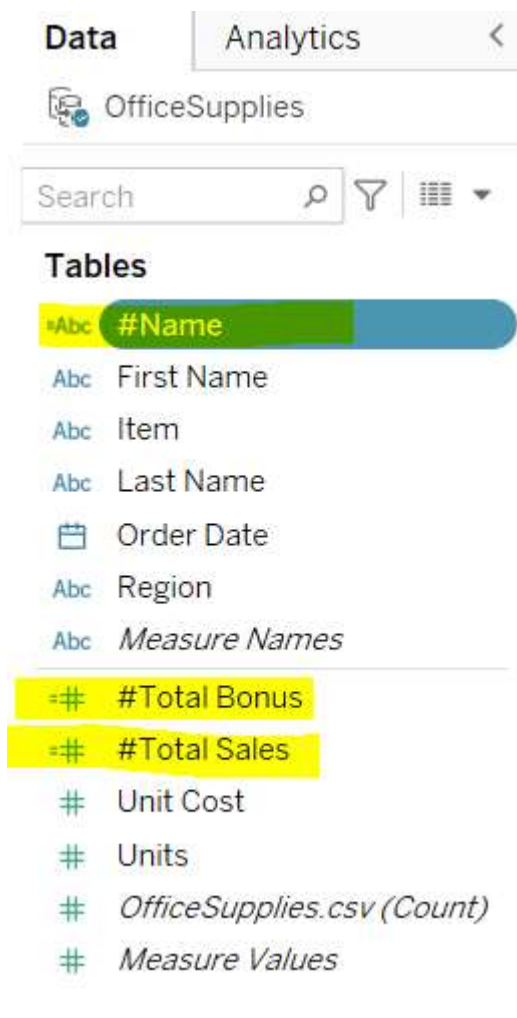 Data Analytics
OfficeSupplies
Search
Tables
=Abc #Name
Abc First Name
Abc Item
Abc Last Name
Order Date
Abc Region
Abc Measure Names
=# #Total Bonus
=# #Total Sales
# Unit Cost
# Units
# OfficeSupplies.csv (Count)
# Measure Values